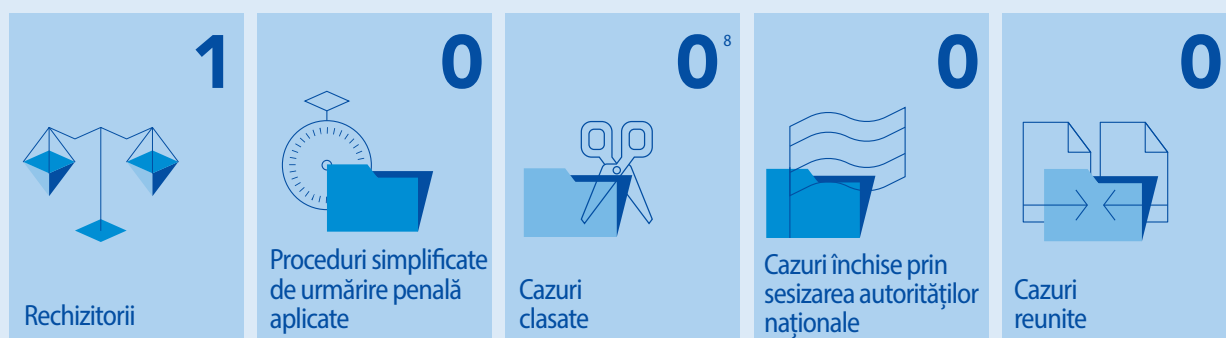 1
Rechizitorii
0
Proceduri simplificate
de urmărire penală
aplicate
0 8
Cazuri
clasate
0
Cazuri închise prin
sesizarea autorităților
naționale
0
Cazuri
reunite